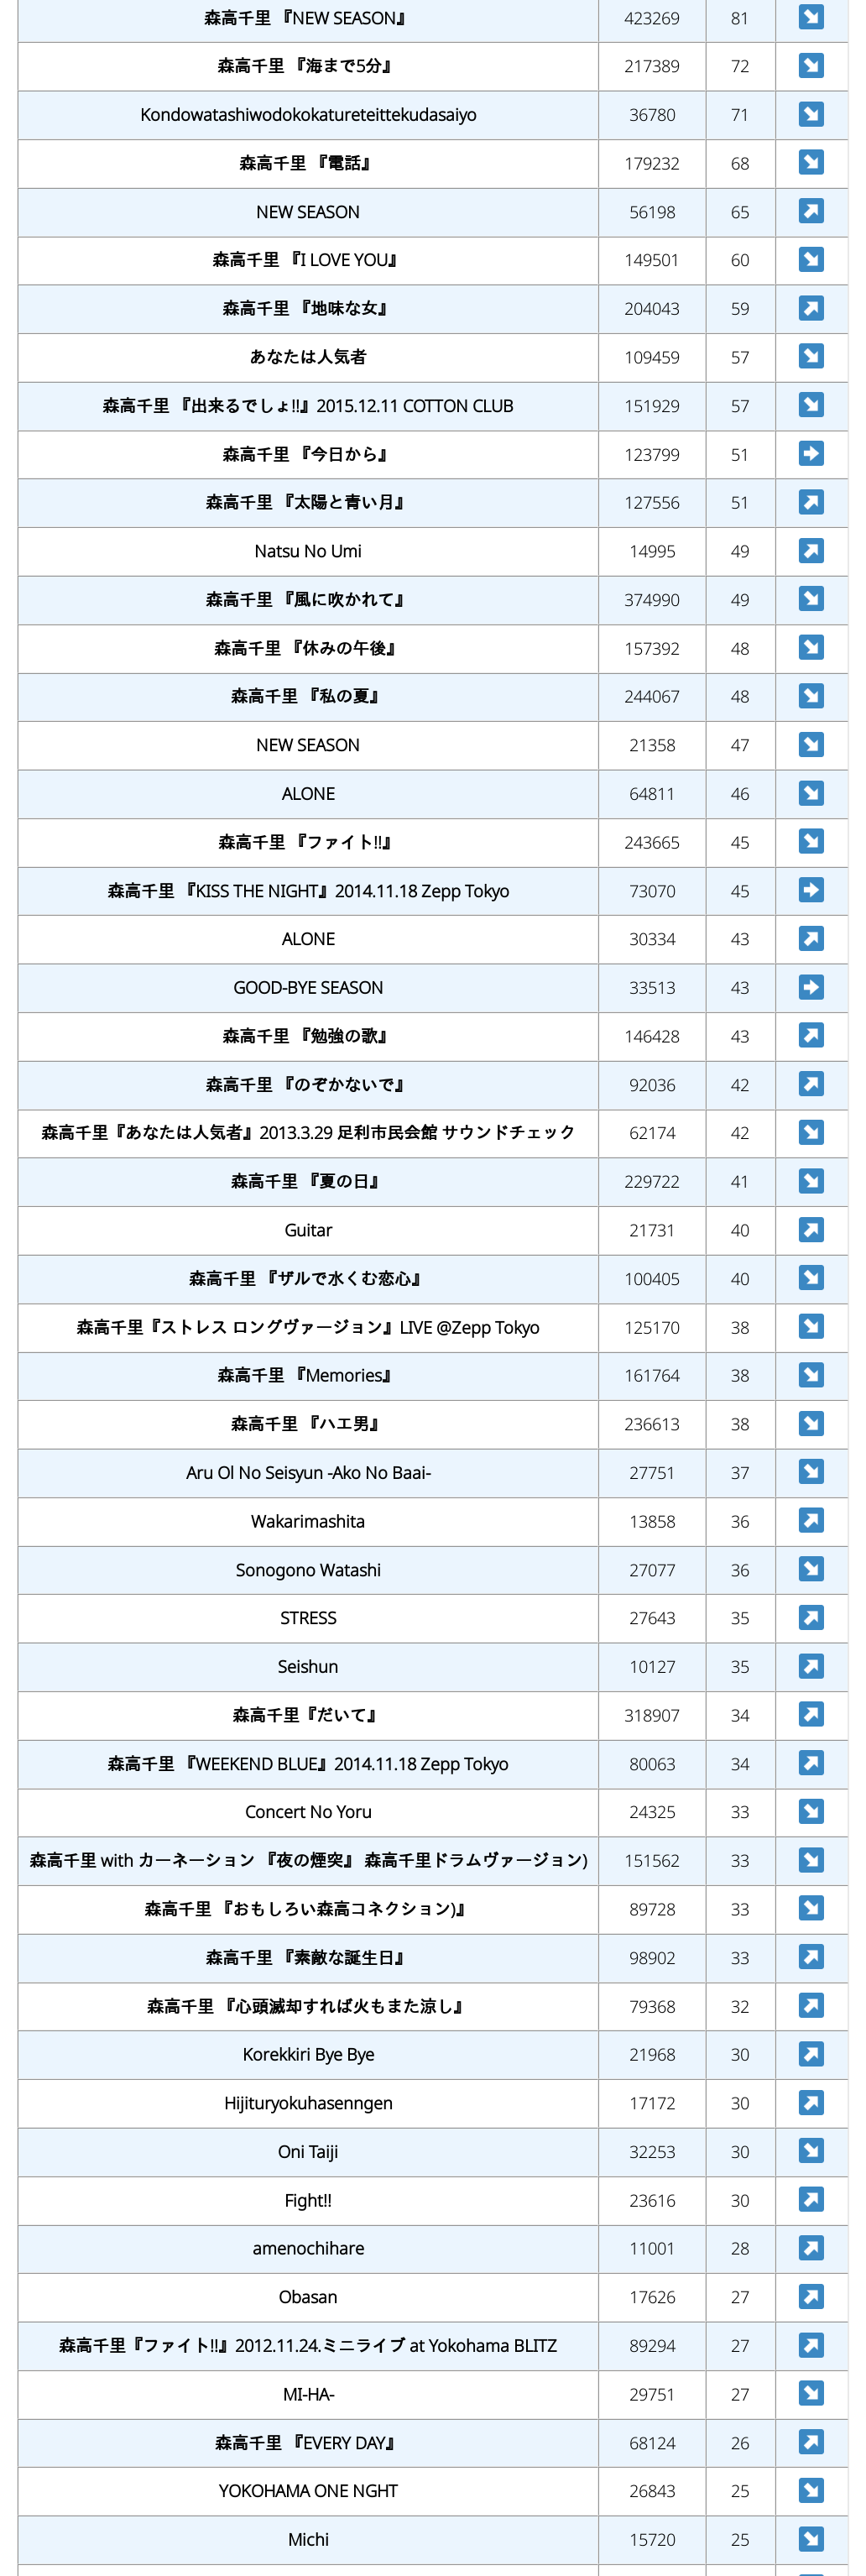 森高千里 『NEW SEASON』 423269 81
森高千里 『海まで5分』 217389 72
Kondowatashiwodokokatureteittekudasaiyo 36780 71
森高千里 『電話』 179232 68
NEW SEASON 56198 65
森高千里 『I LOVE YOU』 149501 60
森高千里 『地味な女』 204043 59
あなたは人気者 109459 57
森高千里 『出来るでしょ!!』2015.12.11 COTTON CLUB 151929 57
森高千里 『今日から』 123799 51
森高千里 『太陽と青い月』 127556 51
Natsu No Umi 14995 49
森高千里 『風に吹かれて』 374990 49
森高千里 『休みの午後』 157392 48
森高千里 『私の夏』 244067 48
NEW SEASON 21358 47
ALONE 64811 46
森高千里 『ファイト!!』 243665 45
森高千里 『KISS THE NIGHT』2014.11.18 Zepp Tokyo 73070 45
ALONE 30334 43
GOOD-BYE SEASON 33513 43
森高千里 『勉強の歌』 146428 43
森高千里 『のぞかないで』 92036 42
森高千里『あなたは人気者』2013.3.29 足利市民会館 サウンドチェック 62174 42
森高千里 『夏の日』 229722 41
Guitar 21731 40
森高千里 『ザルで水くむ恋心』 100405 40
森高千里『ストレス ロングヴァージョン』LIVE @Zepp Tokyo 125170 38
森高千里 『Memories』 161764 38
森高千里 『ハエ男』 236613 38
Aru Ol No Seisyun -Ako No Baai- 27751 37
Wakarimashita 13858 36
Sonogono Watashi 27077 36
STRESS 27643 35
Seishun 10127 35
森高千里『だいて』 318907 34
森高千里 『WEEKEND BLUE』2014.11.18 Zepp Tokyo 80063 34
Concert No Yoru 24325 33
森高千里 with カーネーション 『夜の煙突』 森高千里ドラムヴァージョン) 151562 33
森高千里 『おもしろい森高コネクション)』 89728 33
森高千里 『素敵な誕生日』 98902 33
森高千里 『心頭滅却すれば火もまた涼し』 79368 32
Korekkiri Bye Bye 21968 30
Hijituryokuhasenngen 17172 30
Oni Taiji 32253 30
Fight!! 23616 30
amenochihare 11001 28
Obasan 17626 27
森高千里『ファイト!!』2012.11.24.ミニライブ at Yokohama BLITZ 89294 27
MI-HA- 29751 27
森高千里 『EVERY DAY』 68124 26
YOKOHAMA ONE NGHT 26843 25
Michi 15720 25